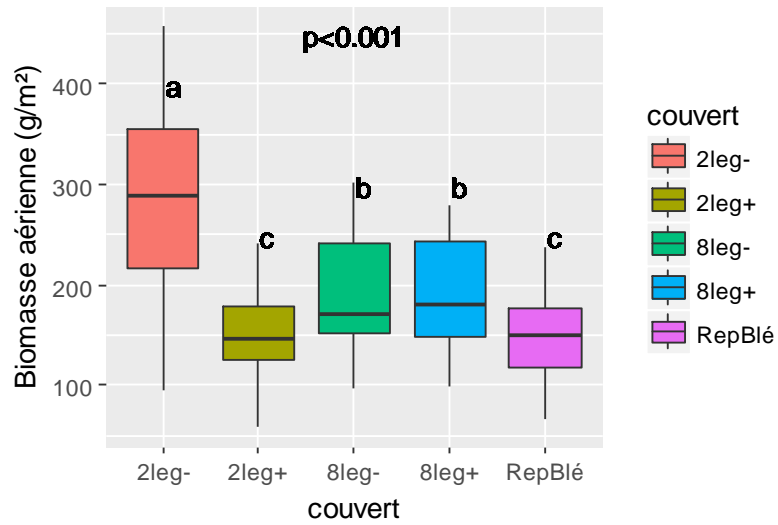 p<0.001
Biomasse aérienne (g/m²)
400
300
200
100
a
c
b
b
c
2leg-
2leg+
8leg-
8leg+
RepBlé
couvert
couvert
2leg-
2leg+
8leg-
8leg+
RepBlé